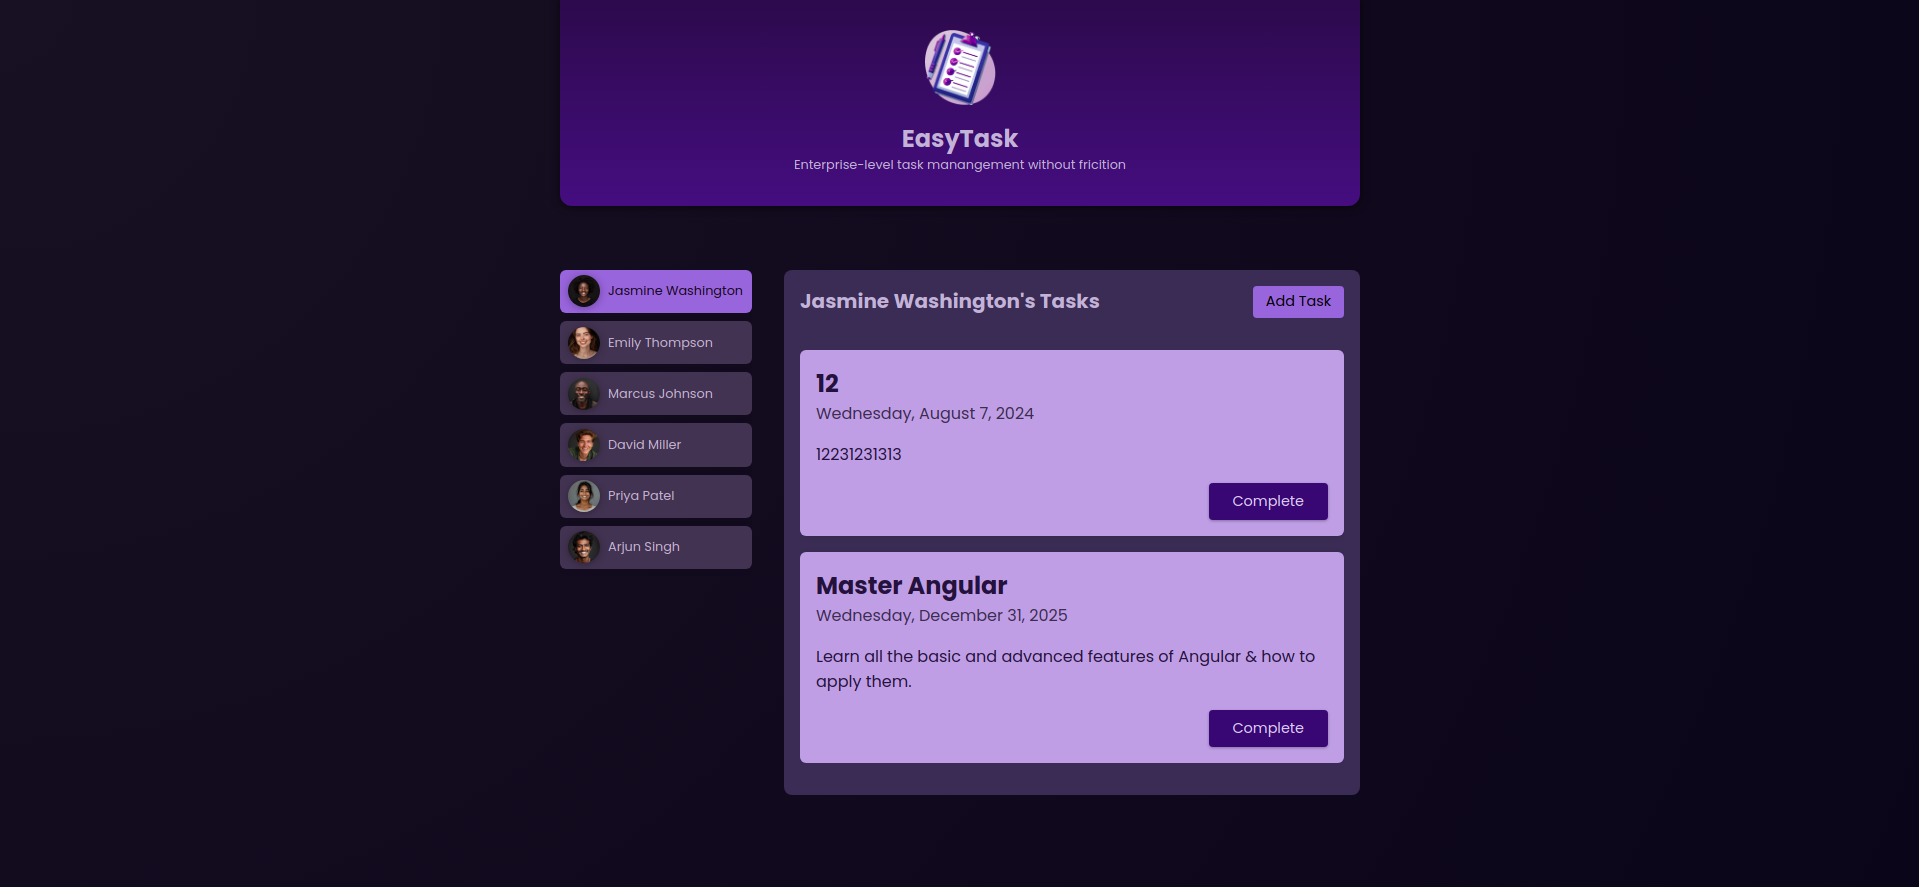 EasyTask
Enterprise-level task manangement without fricition
Jasmine Washington
Emily Thompson
Marcus Johnson
David Miller
Priya Patel
Arjun Singh
Jasmine Washington's Tasks
Add Task
12
Wednesday, August 7, 2024
12231231313
Complete
Master Angular
Wednesday, December 31, 2025
Learn all the basic and advanced features of Angular & how to
apply them.
Complete